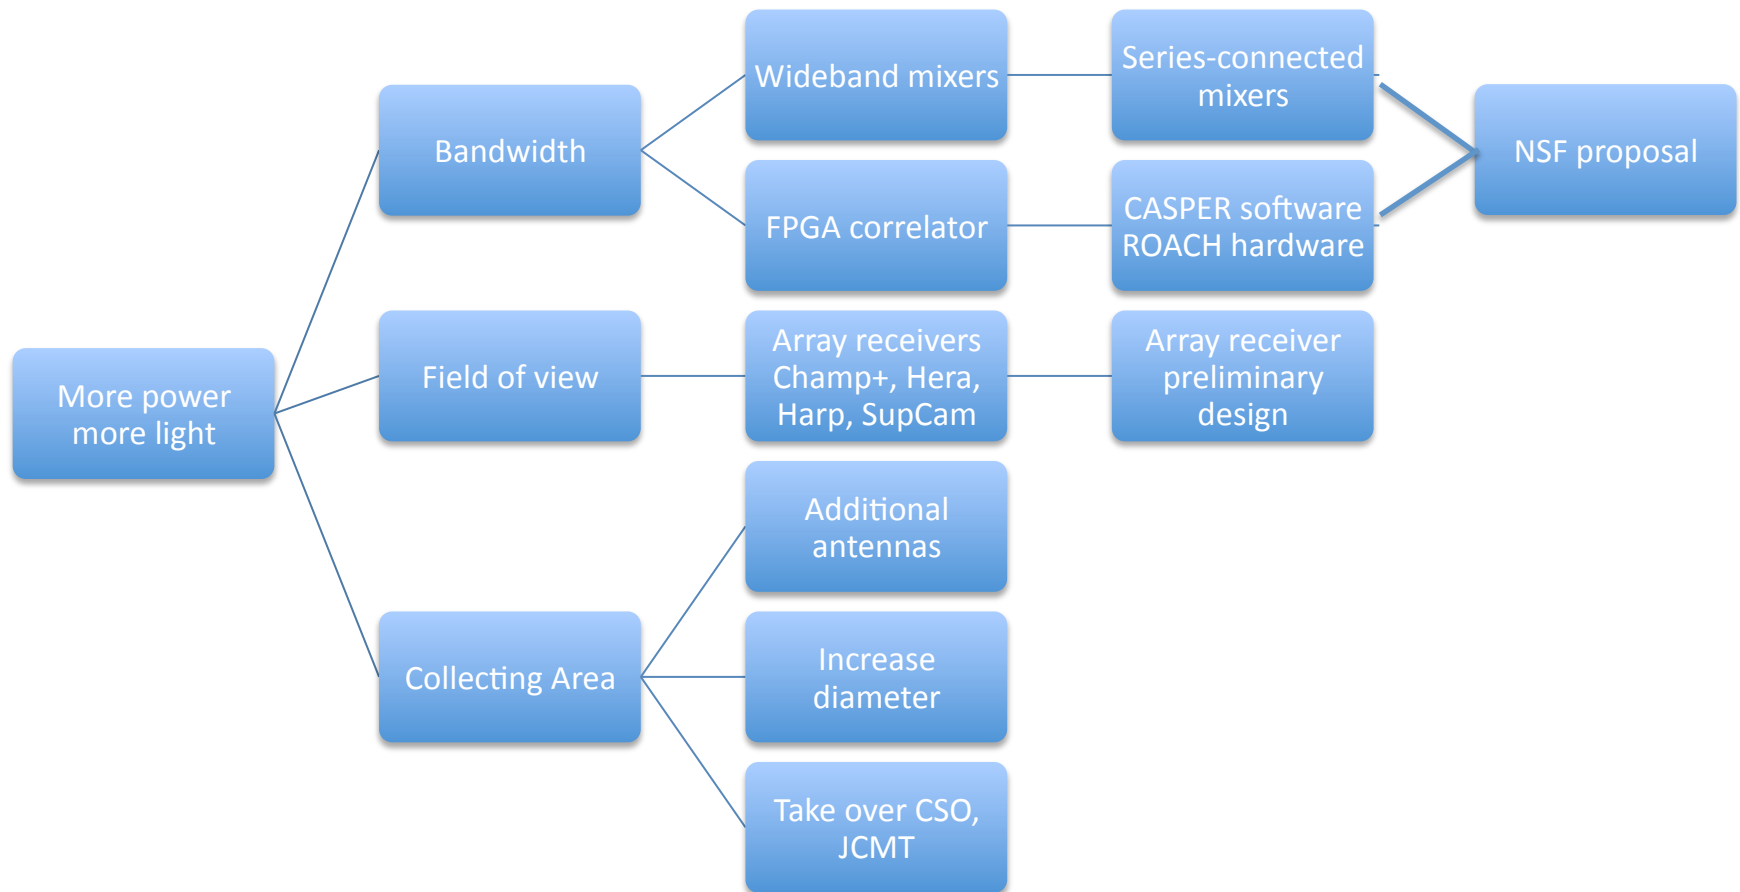 More power
more light
Bandwidth
Wideband mixers
Series-connected
mixers
NSF proposal
FPGA correlator
CASPER software
ROACH hardware
Field of view
Array receivers
Champ+, Hera,
Harp, SupCam
Array receiver
preliminary
design
Collecting Area
Additional
antennas
Increase
diameter
Take over CSO,
JCMT